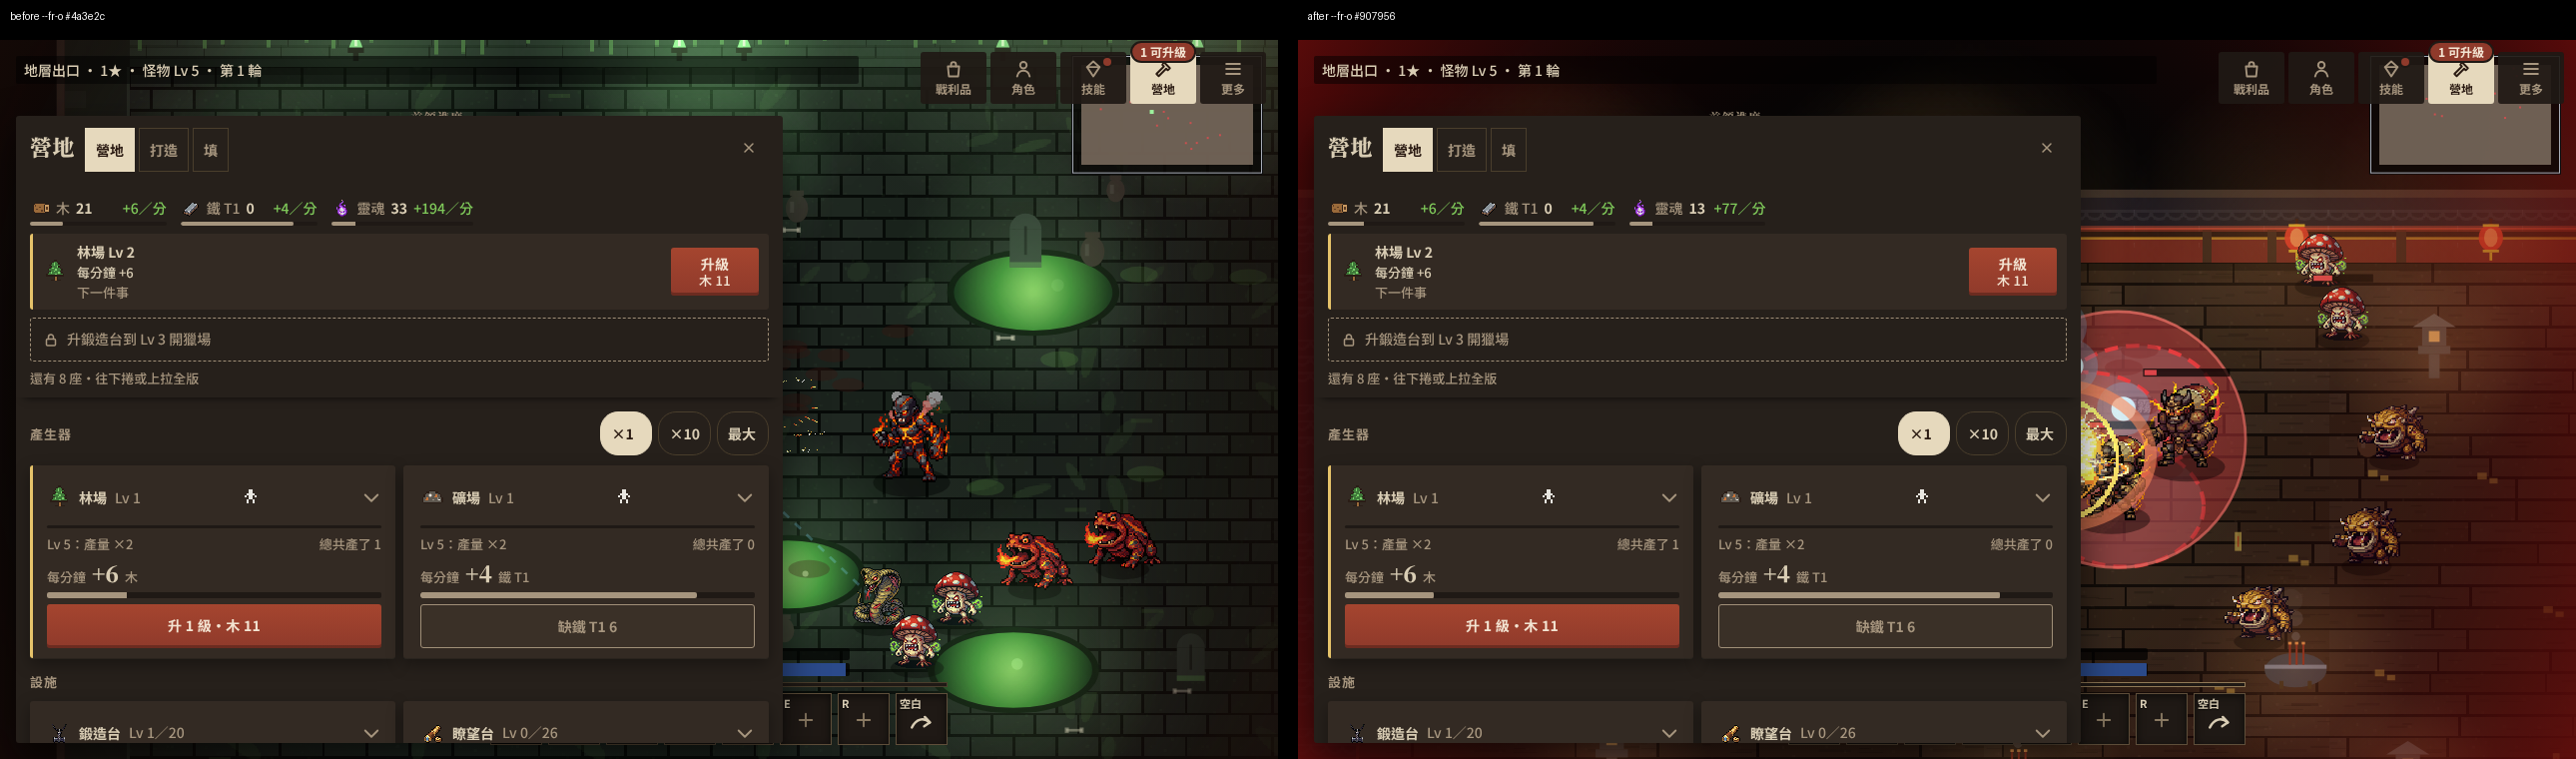 before --fr-o #4a3e2c
地層出口 • 1★ • 怪物 Lv 5 • 第 1 輪
1 可升級
戰利品 角色 技能 營地 更多
營地 營地 打造 填 ×
木 21 +6／分 鐵 T1 0 +4／分 靈魂 33 +194／分
林場 Lv 2
每分鐘 +6
下一件事
升級
木 11
升鍛造台到 Lv 3 開獵場
還有 8 座・往下捲或上拉全版
產生器 ×1 ×10 最大
林場 Lv 1 礦場 Lv 1
Lv 5：產量 ×2 總共產了 1 Lv 5：產量 ×2 總共產了 0
每分鐘 +6 木 每分鐘 +4 鐵 T1
升 1 級・木 11 缺鐵 T1 6
設施
鍛造台 Lv 1／20 瞭望台 Lv 0／26
E R 空白
after --fr-o #907956
地層出口 • 1★ • 怪物 Lv 5 • 第 1 輪
1 可升級
戰利品 角色 技能 營地 更多
營地 營地 打造 填 ×
木 21 +6／分 鐵 T1 0 +4／分 靈魂 13 +77／分
林場 Lv 2
每分鐘 +6
下一件事
升級
木 11
升鍛造台到 Lv 3 開獵場
還有 8 座・往下捲或上拉全版
產生器 ×1 ×10 最大
林場 Lv 1 礦場 Lv 1
Lv 5：產量 ×2 總共產了 1 Lv 5：產量 ×2 總共產了 0
每分鐘 +6 木 每分鐘 +4 鐵 T1
升 1 級・木 11 缺鐵 T1 6
設施
鍛造台 Lv 1／20 瞭望台 Lv 0／26
E R 空白